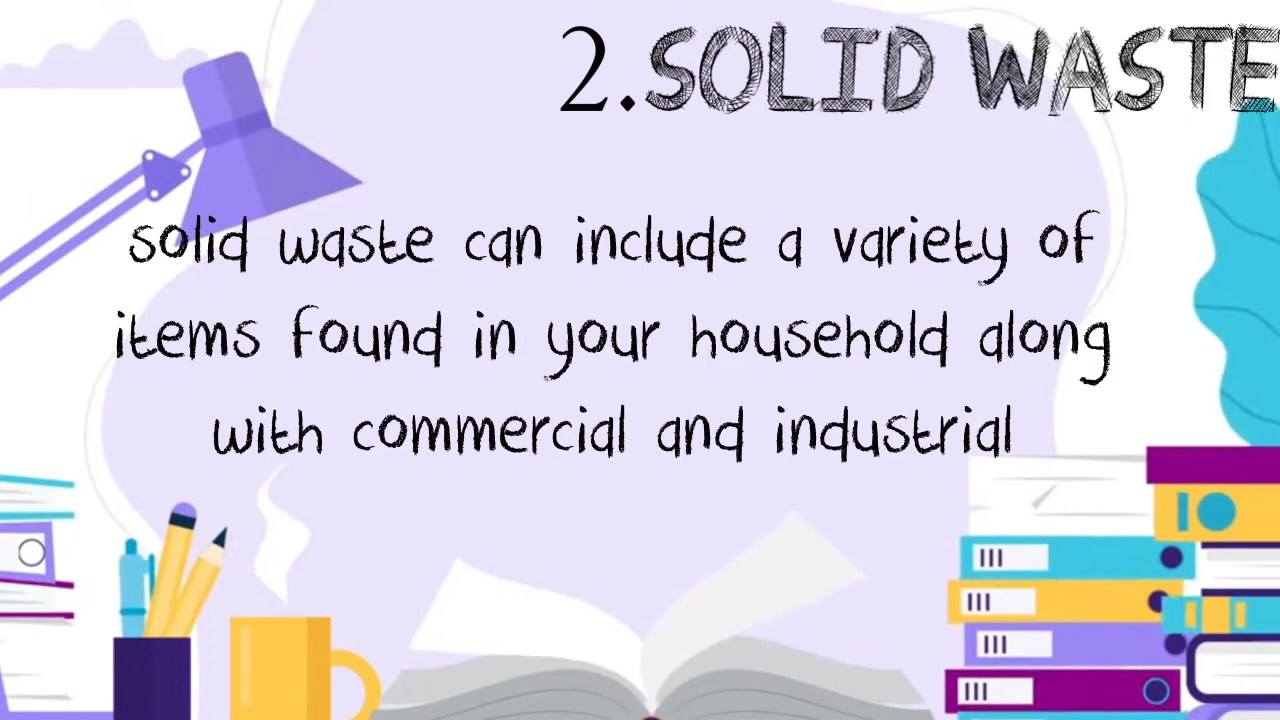 2.SOLID WASTE
solid waste can include a variety of
items found in your household along
with commercial and industrial